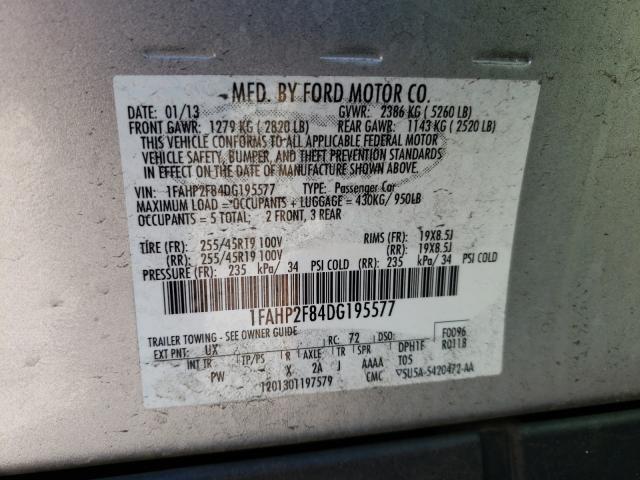 MFD. BY FORD MOTOR CO.
DATE: 01/13 GVWR: 2386 KG ( 5260 LB)
FRONT GAWR: 1279 KG ( 2820 LB) REAR GAWR: 1143 KG ( 2520 LB)
THIS VEHICLE CONFORMS TO ALL APPLICABLE FEDERAL MOTOR
VEHICLE SAFETY, BUMPER, AND THEFT PREVENTION STANDARDS
IN EFFECT ON THE DATE OF MANUFACTURE SHOWN ABOVE.
VIN: 1FAHP2F84DG195577 TYPE: Passenger Car
MAXIMUM LOAD = OCCUPANTS + LUGGAGE = 430KG/ 950LB
OCCUPANTS = 5 TOTAL, 2 FRONT, 3 REAR
TIRE (FR): 255/45R19 100V RIMS (FR): 19X8.5J
(RR): 255/45R19 100V (RR): 19X8.5J
PRESSURE (FR): 235 kPa/ 34 PSI COLD (RR): 235 kPa/ 34 PSI COLD
1FAHP2F84DG195577
TRAILER TOWING - SEE OWNER GUIDE
EXT PNT: UX RC: 72 DSO: F0096
INT TR TP/PS R AXLE TR SPR DPHTF R0118
PW X 2A J AAAA T05
1201301197579 CMC 5U5A-5420472-AA